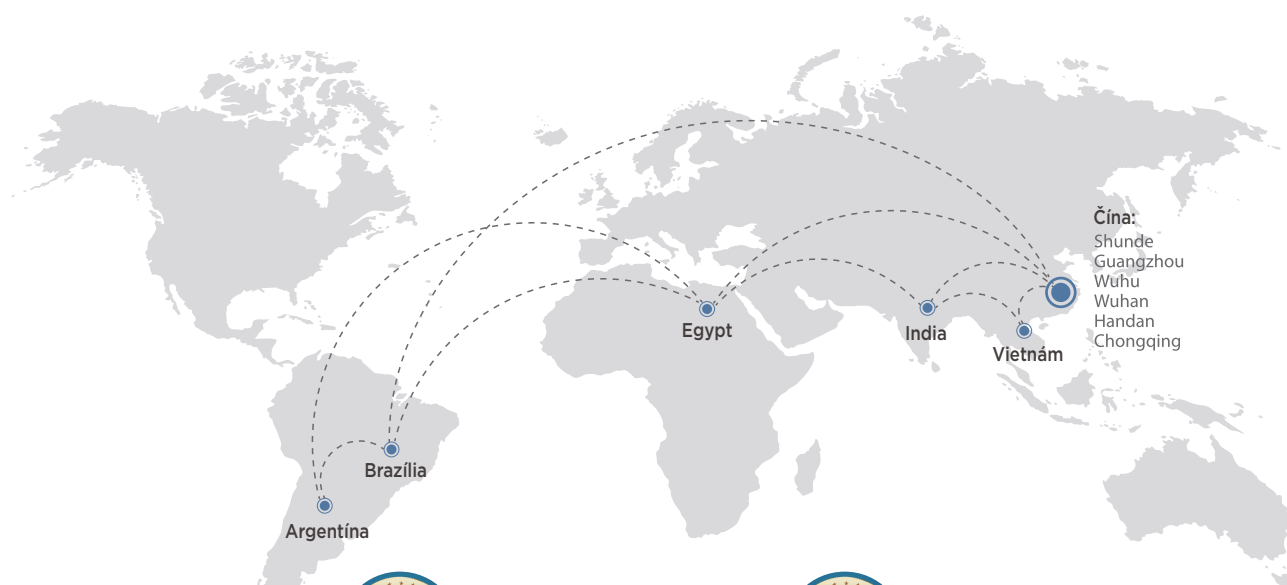 Čína:
Shunde
Guangzhou
Wuhu
Wuhan
Handan
Chongqing
Egypt
India
Vietnám
Brazília
Argentína